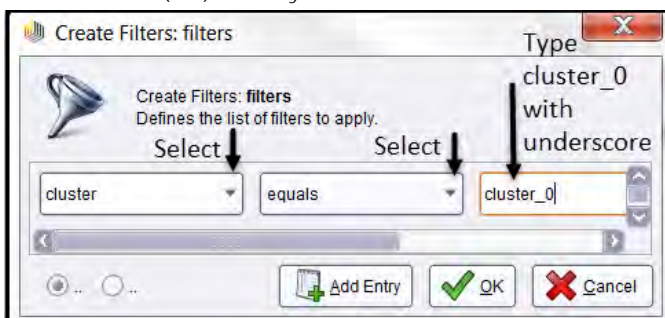 Create Filters: filters
Type
cluster_0
with
underscore
Create Filters: filters
Defines the list of filters to apply.
Select
Select
cluster
equals
cluster_0
..
..
Add Entry
OK
Cancel